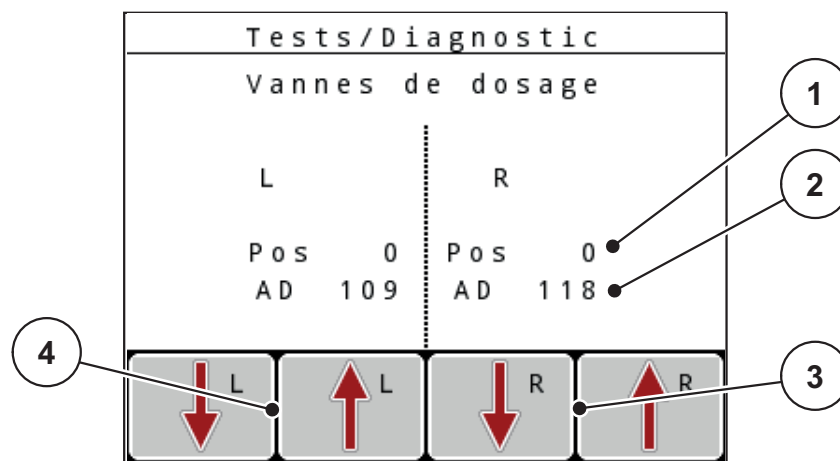 Tests/Diagnostic
Vannes de dosage
1
L R
2
Pos 0 Pos 0
AD 109 AD 118
4
L L R R
3